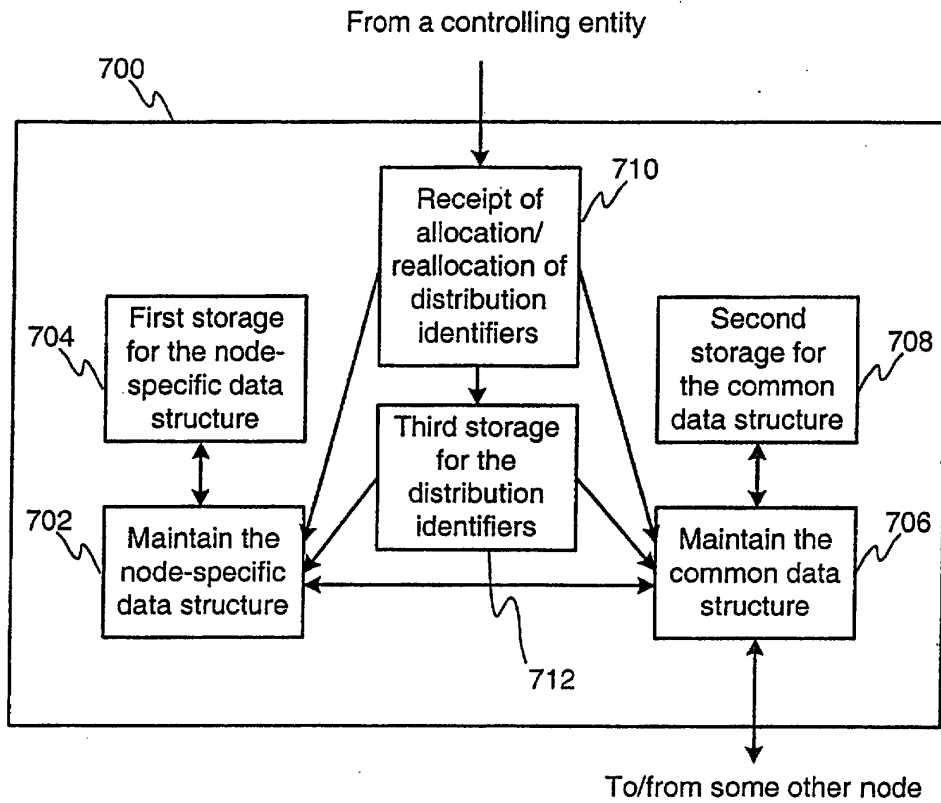 From a controlling entity
700
710
Receipt of
allocation/
reallocation of
distribution
identifiers
704
First storage
for the node-
specific data
structure
Second
storage for
the common
data structure
708
Third storage
for the
distribution
identifiers
702
Maintain the
node-specific
data structure
Maintain the
common data
structure
706
712
To/from some other node